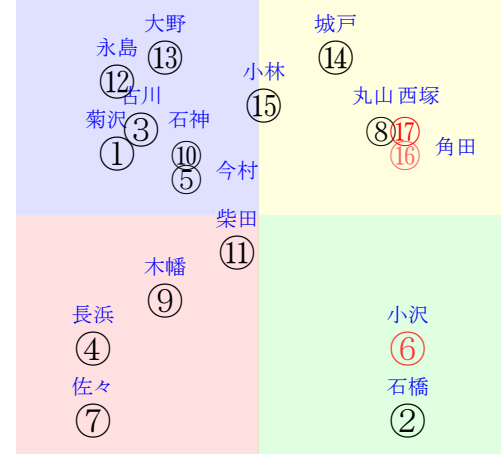 大野
城戸
永島
⑬
⑭
小林
⑫
古川
丸山 西塚
⑮
菊沢
石神
③
⑧
⑰
角田
①
⑩
⑯
今村
⑤
柴田
⑪
木幡
⑨
長浜
小沢
④
⑥
佐々
石橋
⑦
②